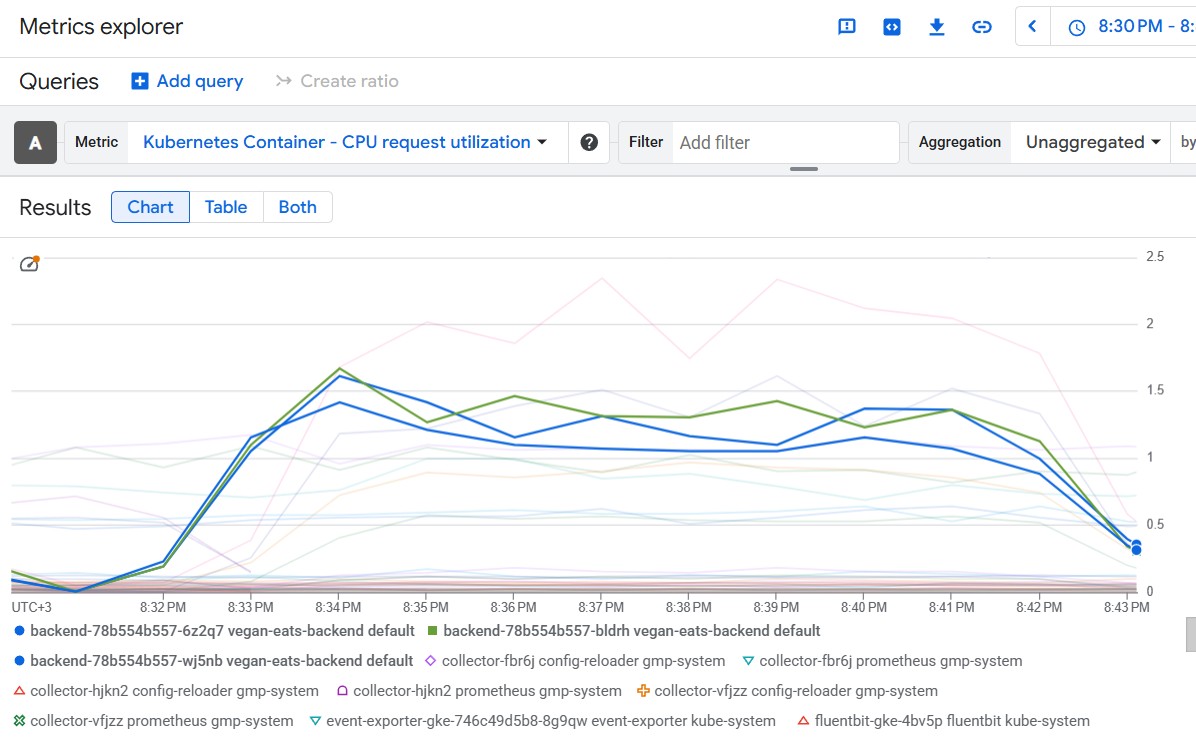 Metrics explorer
8:30 PM - 8:
Queries
Add query
Create ratio
A
Metric
Kubernetes Container - CPU request utilization
?
Filter
Add filter
Aggregation
Unaggregated
by
Results
Chart
Table
Both
2.5
2
1.5
1
0.5
0
UTC+3 8:32 PM 8:33 PM 8:34 PM 8:35 PM 8:36 PM 8:37 PM 8:38 PM 8:39 PM 8:40 PM 8:41 PM 8:42 PM 8:43 PM
backend-78b554b557-6z2q7 vegan-eats-backend default backend-78b554b557-bldrh vegan-eats-backend default
backend-78b554b557-wj5nb vegan-eats-backend default collector-fbr6j config-reloader gmp-system collector-fbr6j prometheus gmp-system
collector-hjkn2 config-reloader gmp-system collector-hjkn2 prometheus gmp-system collector-vfjzz config-reloader gmp-system
collector-vfjzz prometheus gmp-system event-exporter-gke-746c49d5b8-8g9qw event-exporter kube-system fluentbit-gke-4bv5p fluentbit kube-system